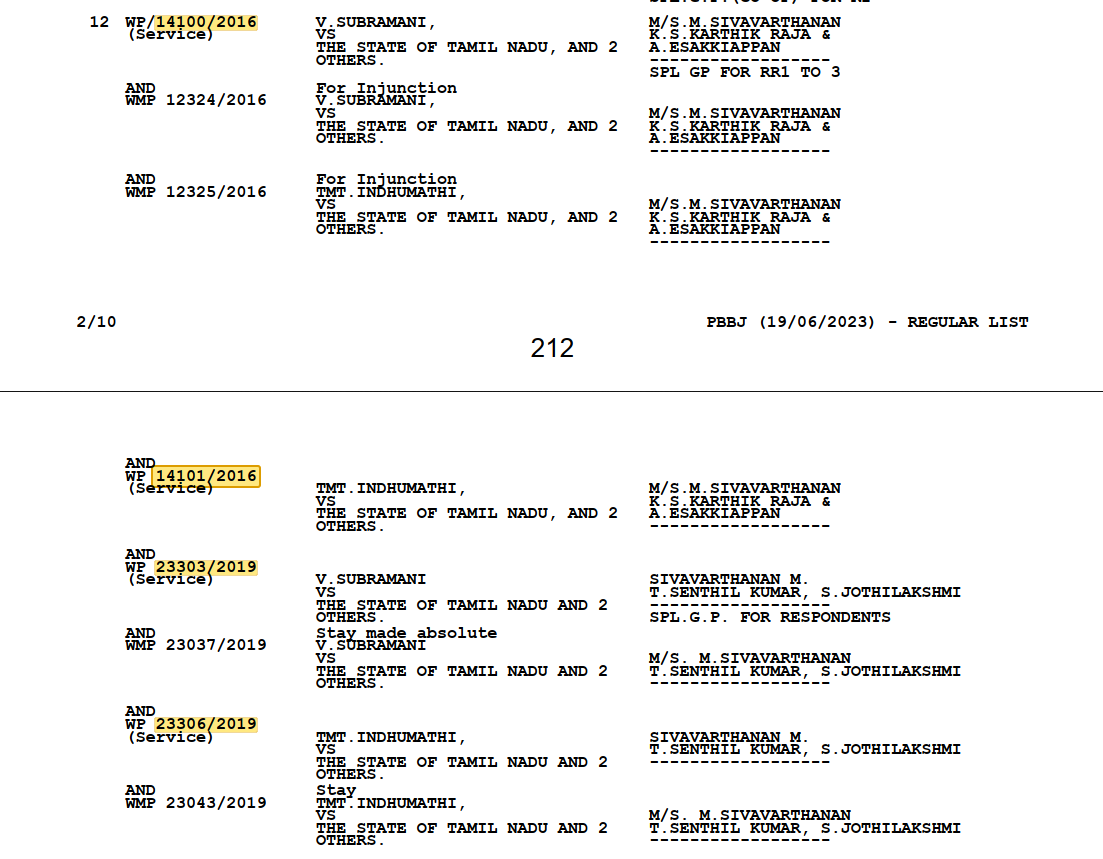 12 WP/14100/2016 V.SUBRAMANI, M/S.M.SIVAVARTHANAN
(Service) VS K.S.KARTHIK RAJA &
THE STATE OF TAMIL NADU, AND 2 A.ESAKKIAPPAN
OTHERS. ------------------
SPL GP FOR RR1 TO 3
AND For Injunction
WMP 12324/2016 V.SUBRAMANI,
VS M/S.M.SIVAVARTHANAN
THE STATE OF TAMIL NADU, AND 2 K.S.KARTHIK RAJA &
OTHERS. A.ESAKKIAPPAN
------------------
AND For Injunction
WMP 12325/2016 TMT.INDHUMATHI,
VS M/S.M.SIVAVARTHANAN
THE STATE OF TAMIL NADU, AND 2 K.S.KARTHIK RAJA &
OTHERS. A.ESAKKIAPPAN
------------------
2/10 PBBJ (19/06/2023) - REGULAR LIST
212
AND
WP 14101/2016
(Service) TMT.INDHUMATHI, M/S.M.SIVAVARTHANAN
VS K.S.KARTHIK RAJA &
THE STATE OF TAMIL NADU, AND 2 A.ESAKKIAPPAN
OTHERS. ------------------
AND
WP 23303/2019
(Service) V.SUBRAMANI SIVAVARTHANAN M.
VS T.SENTHIL KUMAR, S.JOTHILAKSHMI
THE STATE OF TAMIL NADU AND 2 ------------------
OTHERS. SPL.G.P. FOR RESPONDENTS
AND Stay made absolute
WMP 23037/2019 V.SUBRAMANI
VS M/S. M.SIVAVARTHANAN
THE STATE OF TAMIL NADU AND 2 T.SENTHIL KUMAR, S.JOTHILAKSHMI
OTHERS. ------------------
AND
WP 23306/2019
(Service) TMT.INDHUMATHI, SIVAVARTHANAN M.
VS T.SENTHIL KUMAR, S.JOTHILAKSHMI
THE STATE OF TAMIL NADU AND 2 ------------------
OTHERS.
AND Stay
WMP 23043/2019 TMT.INDHUMATHI,
VS M/S. M.SIVAVARTHANAN
THE STATE OF TAMIL NADU AND 2 T.SENTHIL KUMAR, S.JOTHILAKSHMI
OTHERS. ------------------